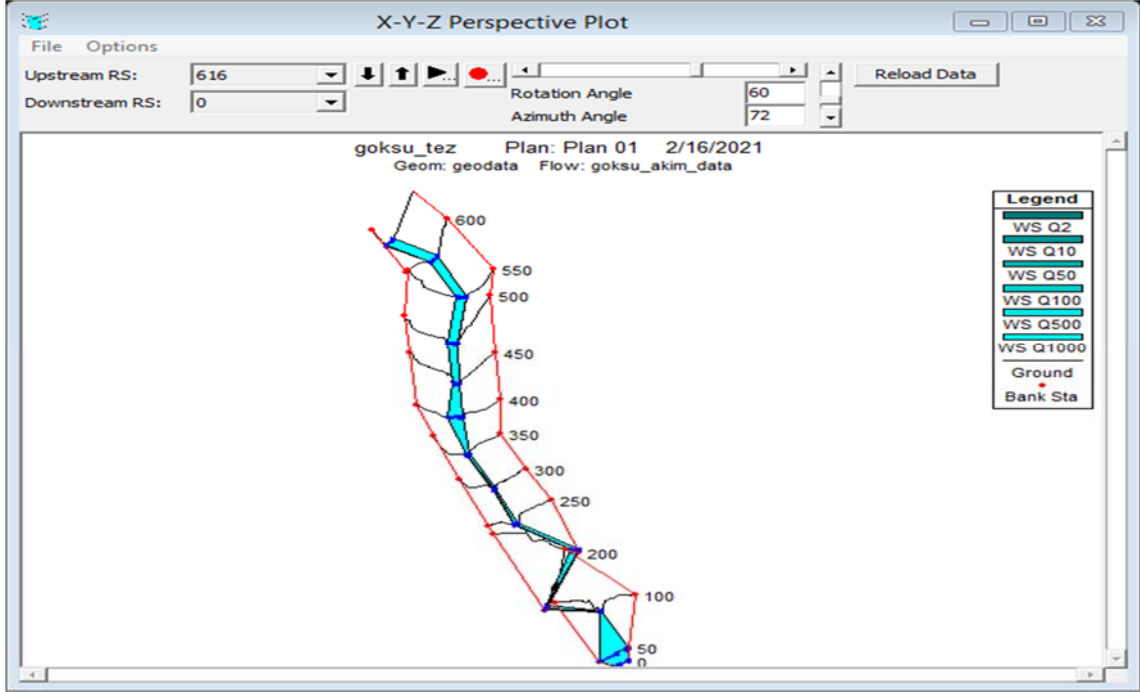 X-Y-Z Perspective Plot
File Options
Upstream RS: 616
Downstream RS: 0
Rotation Angle 60
Azimuth Angle 72
Reload Data
goksu_tez Plan: Plan 01 2/16/2021
Geom: geodata Flow: goksu_akim_data
600
550
500
450
400
350
300
250
200
100
50
0
Legend
WS Q2
WS Q10
WS Q50
WS Q100
WS Q500
WS Q1000
Ground
Bank Sta